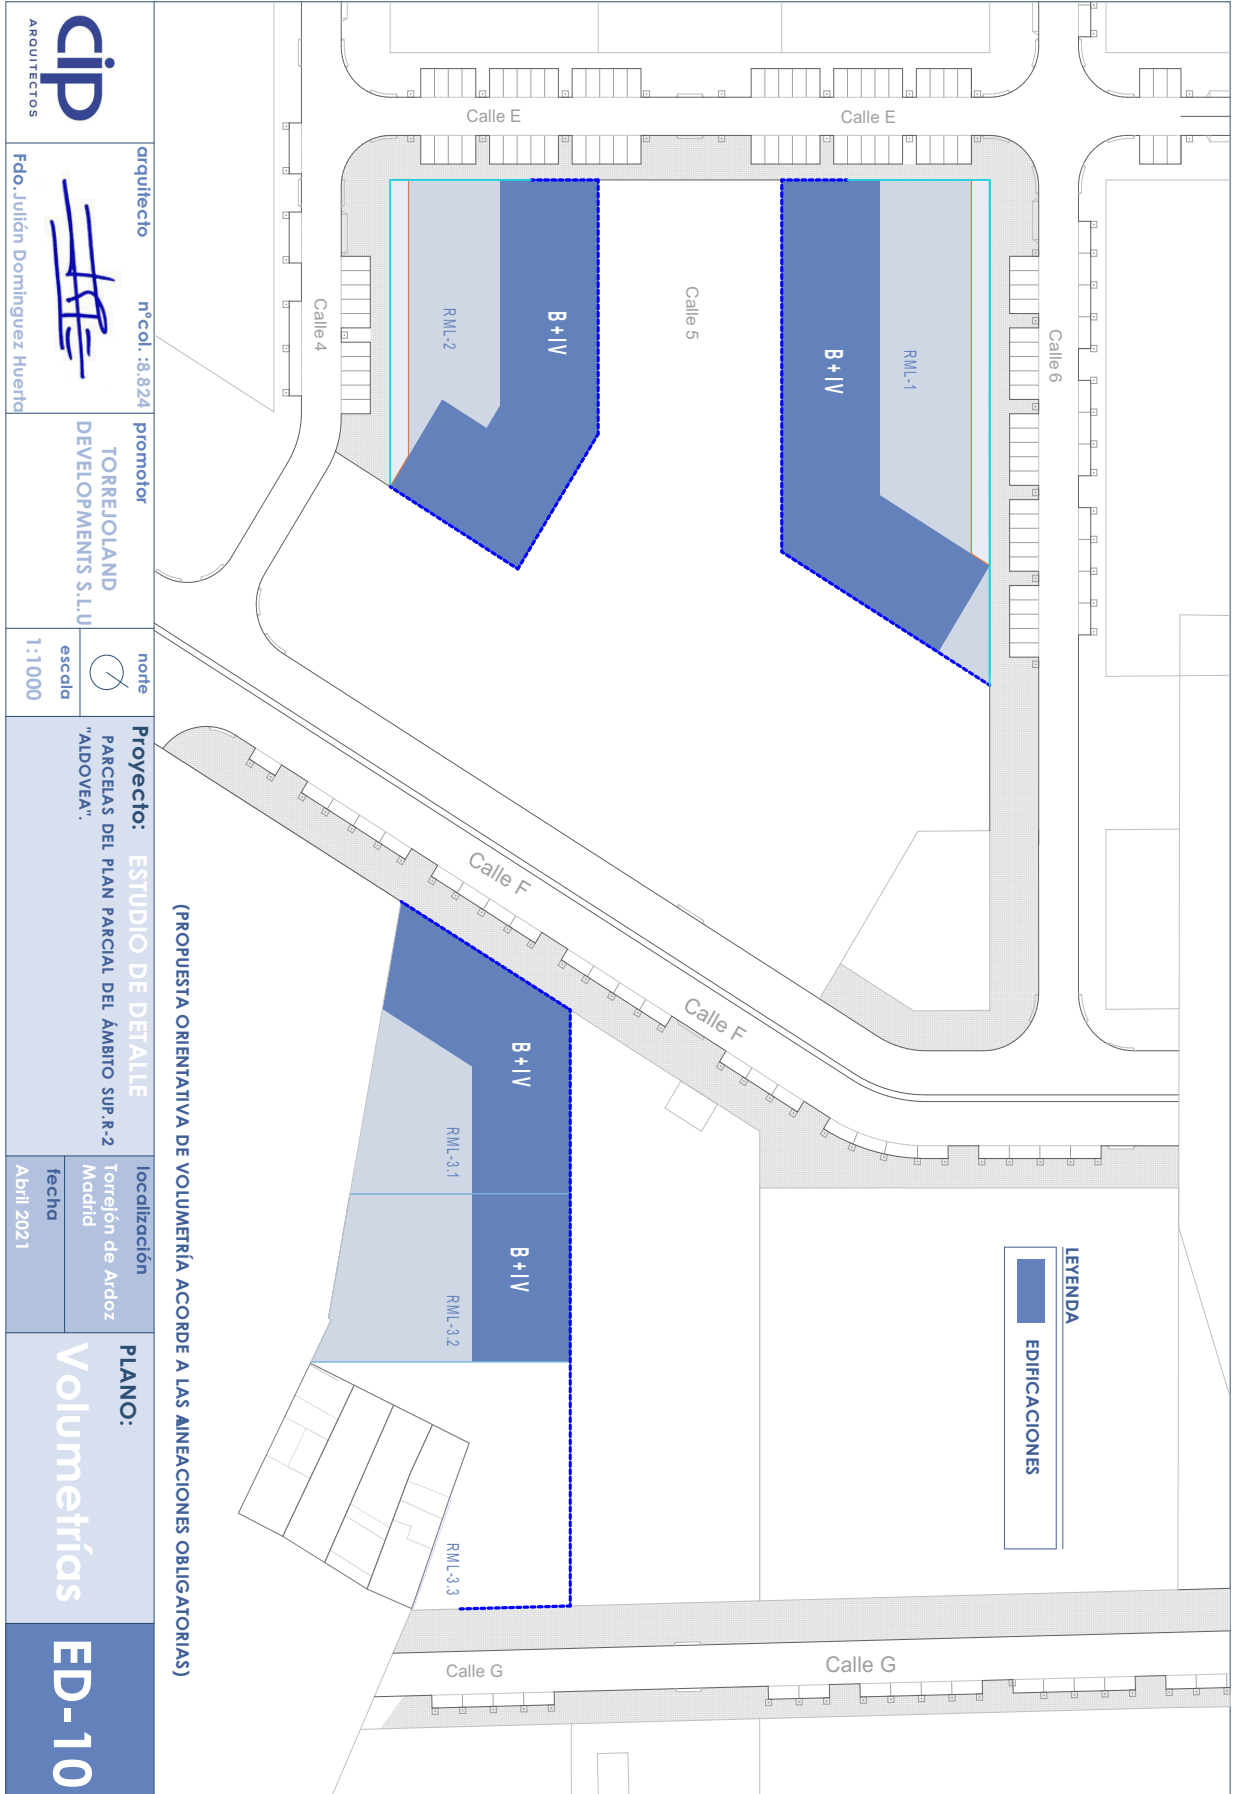 cip
ARQUITECTOS
arquitecto nºcol. :8.824
Fdo.Julián Dominguez Huerta
promotor
TORREJOLAND
DEVELOPMENTS S.L.U
norte
escala
1:1000
Proyecto: ESTUDIO DE DETALLE
PARCELAS DEL PLAN PARCIAL DEL ÁMBITO SUP.R-2
"ALDOVEA".
localización
Torrejón de Ardoz
Madrid
fecha
Abril 2021
PLANO:
Volumetrías
ED-10
(PROPUESTA ORIENTATIVA DE VOLUMETRÍA ACORDE A LAS AINEACIONES OBLIGATORIAS)
LEYENDA
EDIFICACIONES
Calle E
Calle E
Calle 4
Calle 5
Calle 6
RML-2
B+IV
B+IV
RML-1
Calle F
Calle F
B+IV
RML-3.1
B+IV
RML-3.2
RML-3.3
Calle G
Calle G